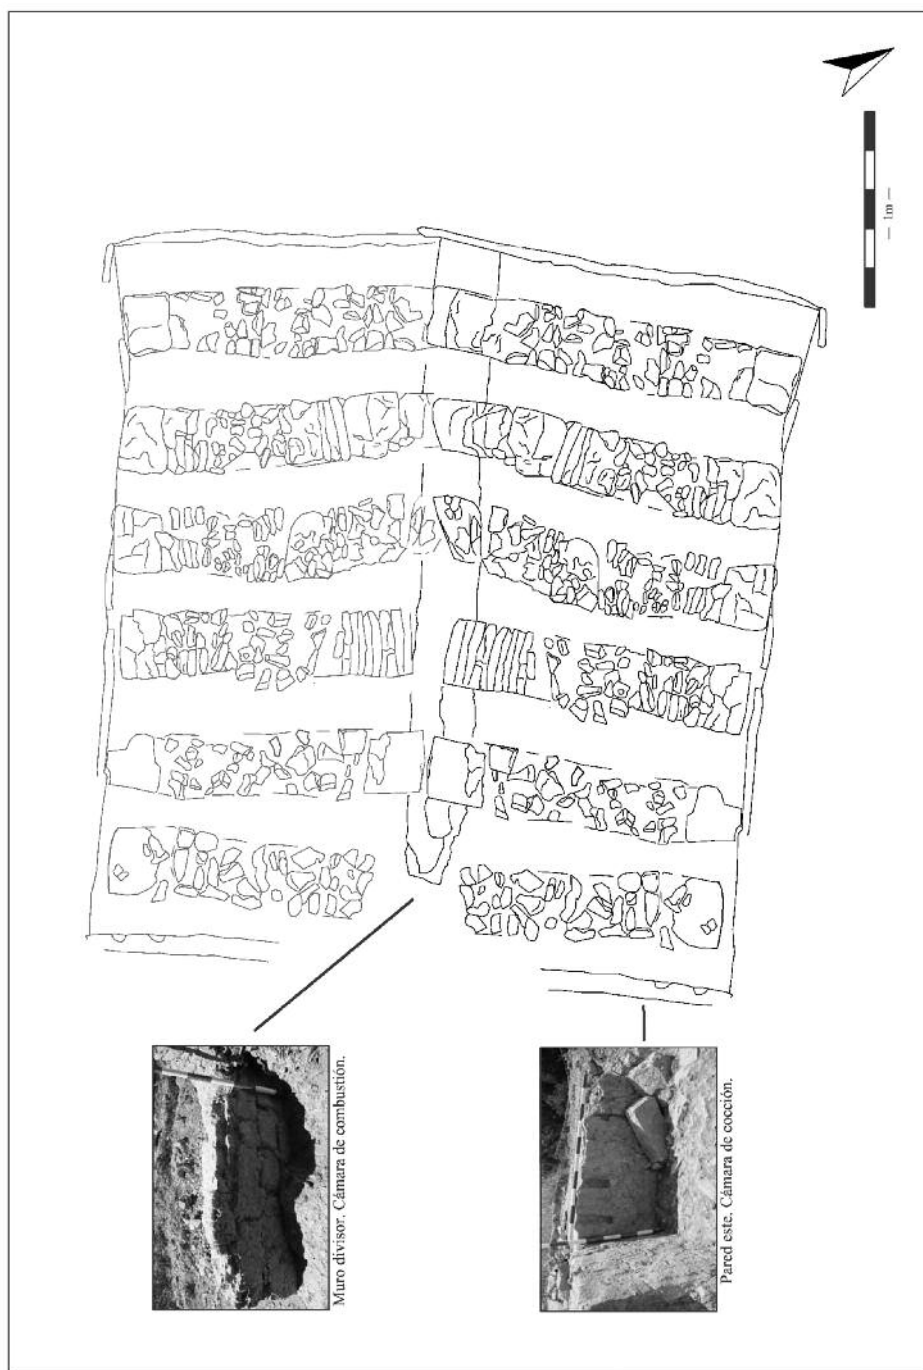 — 1m —
Muro divisor. Cámara de combustión.
Pared este. Cámara de cocción.